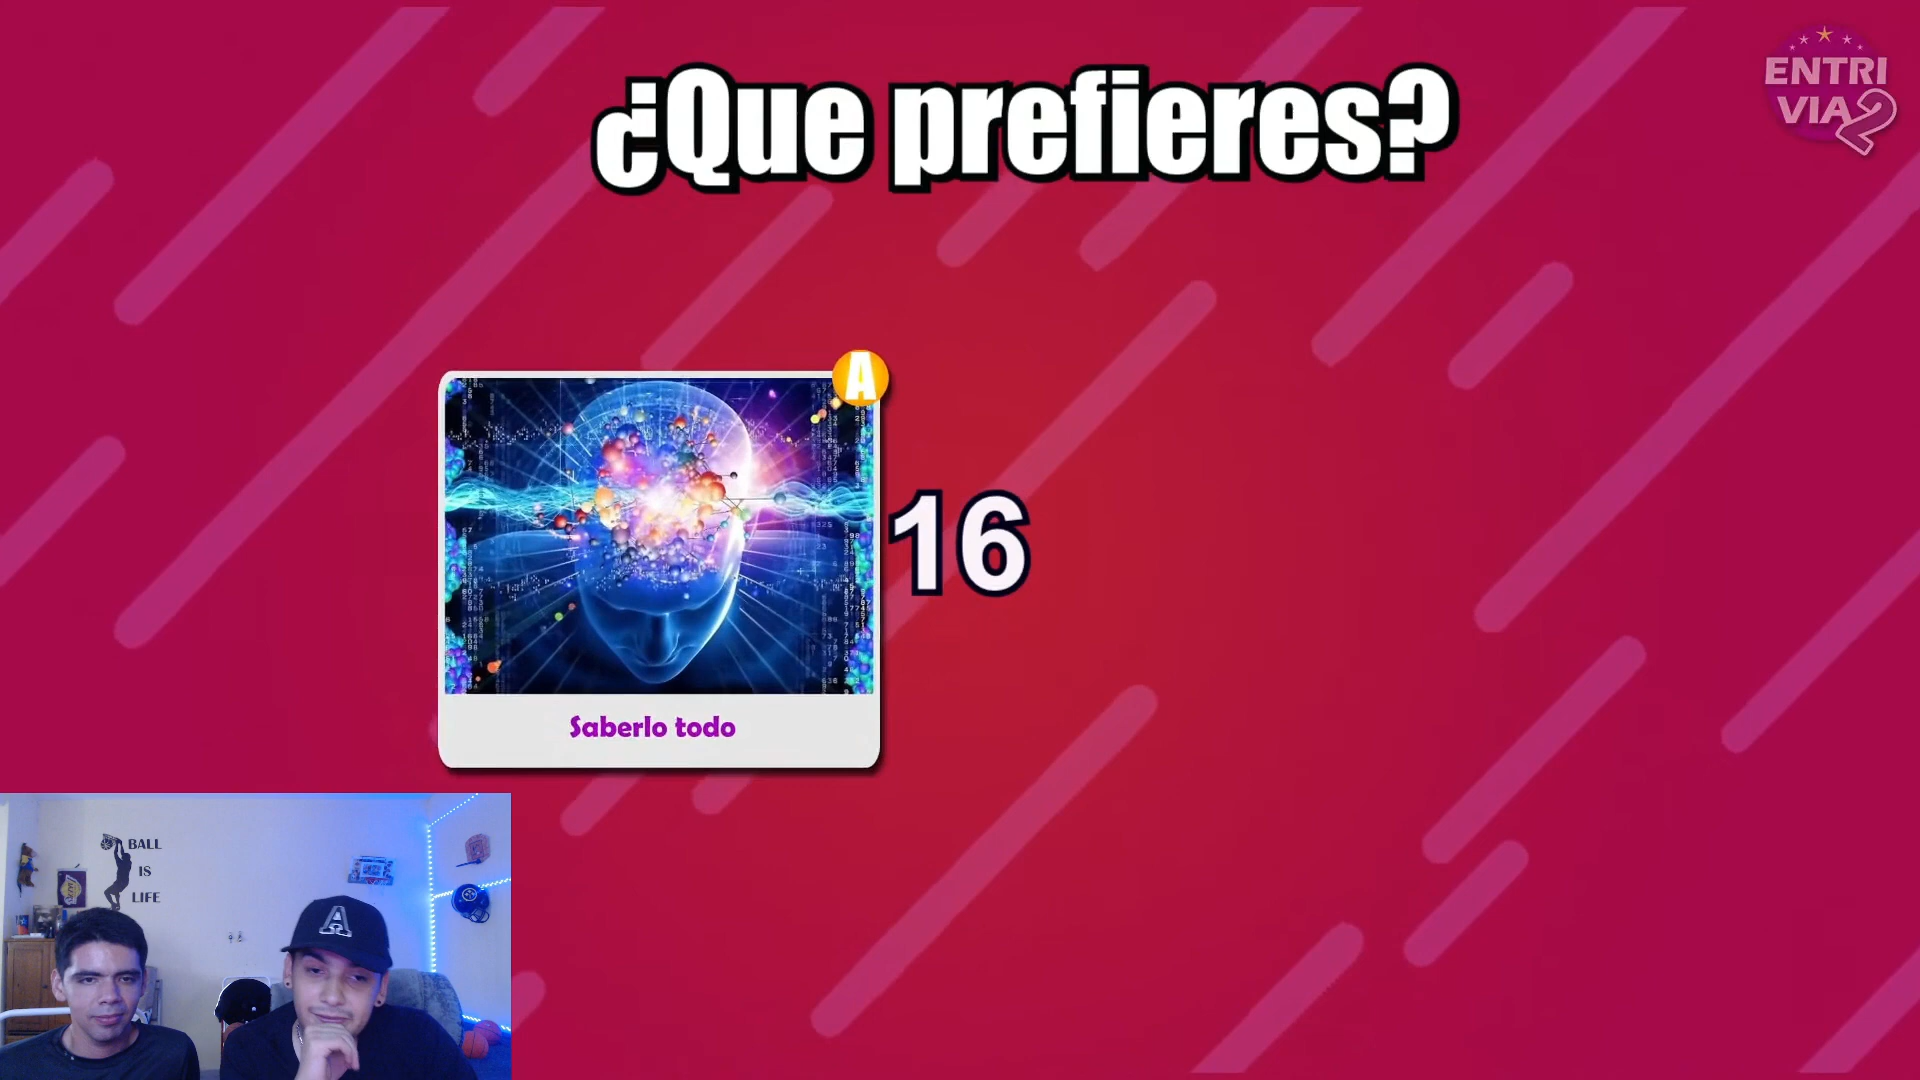 ¿Que prefieres?
ENTRI
VIA2
A
16
Saberlo todo
BALL
IS
LIFE
A